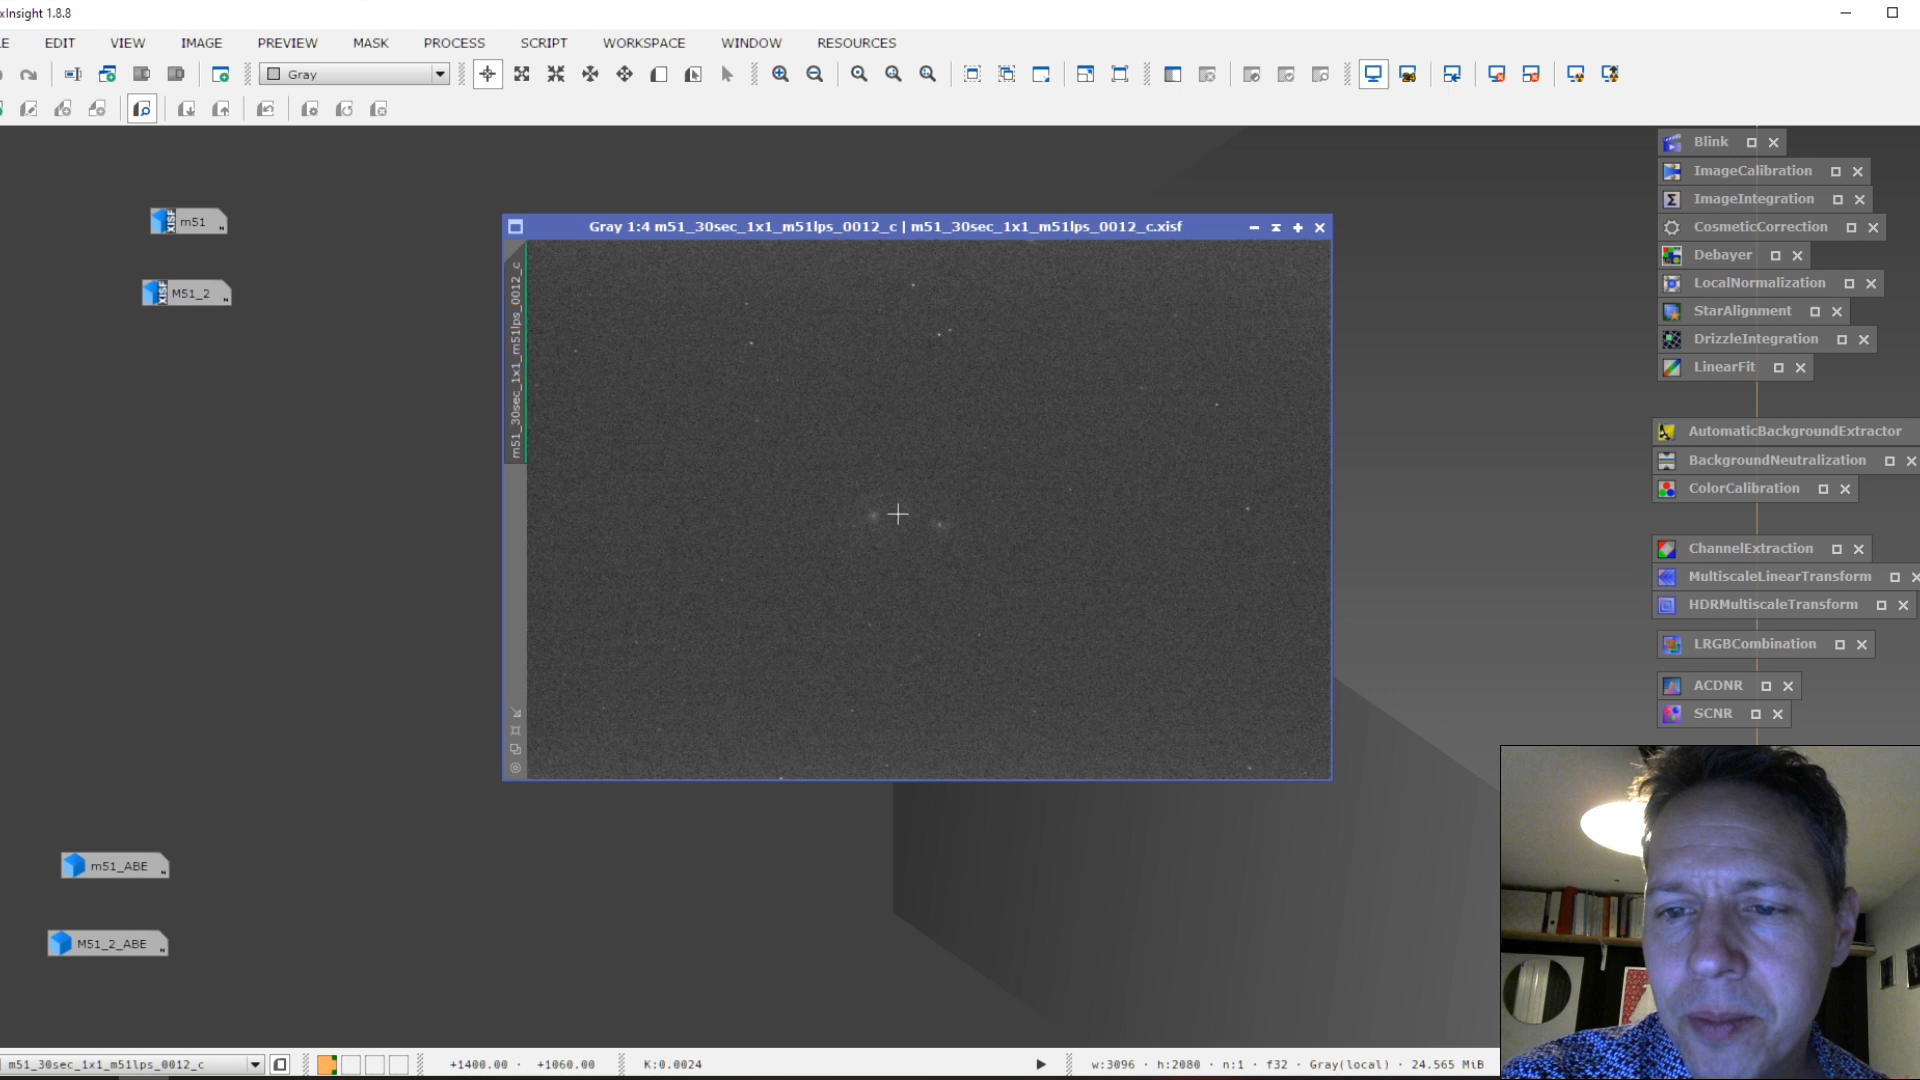 xInsight 1.8.8
E EDIT VIEW IMAGE PREVIEW MASK PROCESS SCRIPT WORKSPACE WINDOW RESOURCES
Gray
Blink
ImageCalibration
ImageIntegration
CosmeticCorrection
Debayer
LocalNormalization
StarAlignment
DrizzleIntegration
LinearFit
AutomaticBackgroundExtractor
BackgroundNeutralization
ColorCalibration
ChannelExtraction
MultiscaleLinearTransform
HDRMultiscaleTransform
LRGBCombination
ACDNR
SCNR
XISF m51 N
XISF M51_2 N
Gray 1:4 m51_30sec_1x1_m51lps_0012_c | m51_30sec_1x1_m51lps_0012_c.xisf
m51_30sec_1x1_m51lps_0012_c
m51_ABE N
M51_2_ABE N
m51_30sec_1x1_m51lps_0012_c +1400.00 · +1060.00 K:0.0024 w:3096 · h:2080 · n:1 · f32 · Gray(local) · 24.565 MiB